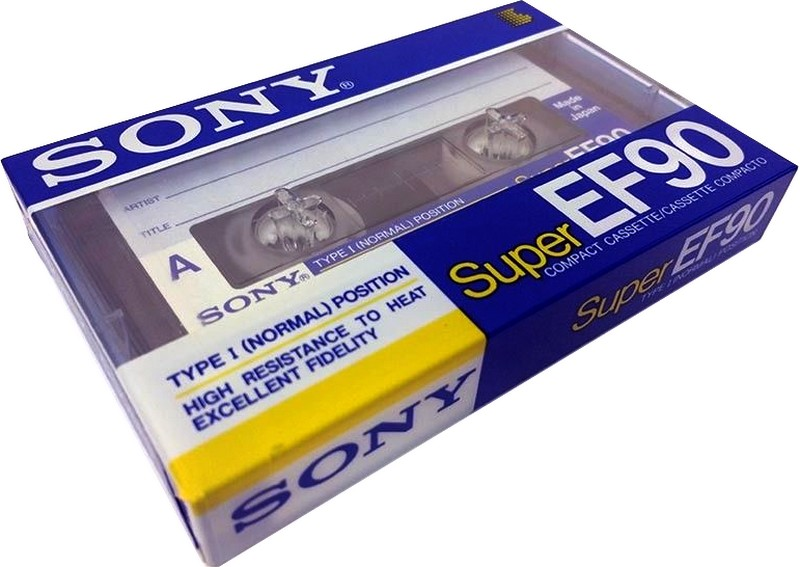 SONY®
Made
in
Japan
EF90
ARTIST
TITLE
TYPE I (NORMAL) POSITION
A
SONY®
Super EF90
COMPACT CASSETTE/CASSETTE COMPACTO
TYPE I (NORMAL) POSITION
HIGH RESISTANCE TO HEAT
EXCELLENT FIDELITY
Super EF90
TYPE I (NORMAL) POSITION
SONY